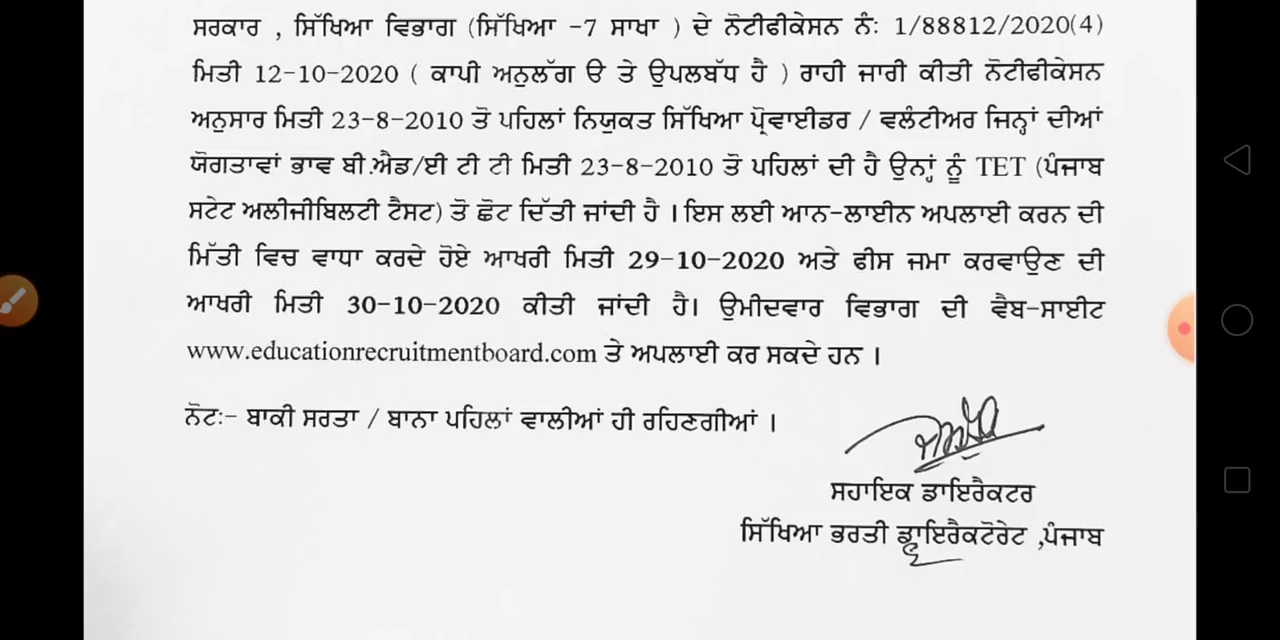 ਸਰਕਾਰ , ਸਿੱਖਿਆ ਵਿਭਾਗ (ਸਿੱਖਿਆ -7 ਸਾਖਾ ) ਦੇ ਨੋਟੀਫੀਕੇਸਨ ਨੰ: 1/88812/2020(4)
ਮਿਤੀ 12-10-2020 ( ਕਾਪੀ ਅਨੁਲੱਗ ੳ ਤੇ ਉਪਲਬੱਧ ਹੈ ) ਰਾਹੀ ਜਾਰੀ ਕੀਤੀ ਨੋਟੀਫੀਕੇਸਨ
ਅਨੁਸਾਰ ਮਿਤੀ 23-8-2010 ਤੋ ਪਹਿਲਾਂ ਨਿਯੁਕਤ ਸਿੱਖਿਆ ਪ੍ਰੋਵਾਈਡਰ / ਵਲੰਟੀਅਰ ਜਿਨ੍ਹਾਂ ਦੀਆਂ
ਯੋਗਤਾਵਾਂ ਭਾਵ ਬੀ.ਐਡ/ਈ ਟੀ ਟੀ ਮਿਤੀ 23-8-2010 ਤੋ ਪਹਿਲਾਂ ਦੀ ਹੈ ਉਨ੍ਹਾਂ ਨੂੰ TET (ਪੰਜਾਬ
ਸਟੇਟ ਅਲੀਜੀਬਿਲਟੀ ਟੈਸਟ) ਤੋ ਛੋਟ ਦਿੱਤੀ ਜਾਂਦੀ ਹੈ । ਇਸ ਲਈ ਆਨ-ਲਾਈਨ ਅਪਲਾਈ ਕਰਨ ਦੀ
ਮਿੱਤੀ ਵਿਚ ਵਾਧਾ ਕਰਦੇ ਹੋਏ ਆਖਰੀ ਮਿਤੀ 29-10-2020 ਅਤੇ ਫੀਸ ਜਮਾ ਕਰਵਾਉਣ ਦੀ
ਆਖਰੀ ਮਿਤੀ 30-10-2020 ਕੀਤੀ ਜਾਂਦੀ ਹੈ। ਉਮੀਦਵਾਰ ਵਿਭਾਗ ਦੀ ਵੈਬ-ਸਾਈਟ
www.educationrecruitmentboard.com ਤੇ ਅਪਲਾਈ ਕਰ ਸਕਦੇ ਹਨ ।
ਨੋਟ:- ਬਾਕੀ ਸਰਤਾ / ਬਾਨਾ ਪਹਿਲਾਂ ਵਾਲੀਆਂ ਹੀ ਰਹਿਣਗੀਆਂ ।
ਸਹਾਇਕ ਡਾਇਰੈਕਟਰ
ਸਿੱਖਿਆ ਭਰਤੀ ਡਾਇਰੈਕਟੋਰੇਟ ,ਪੰਜਾਬ